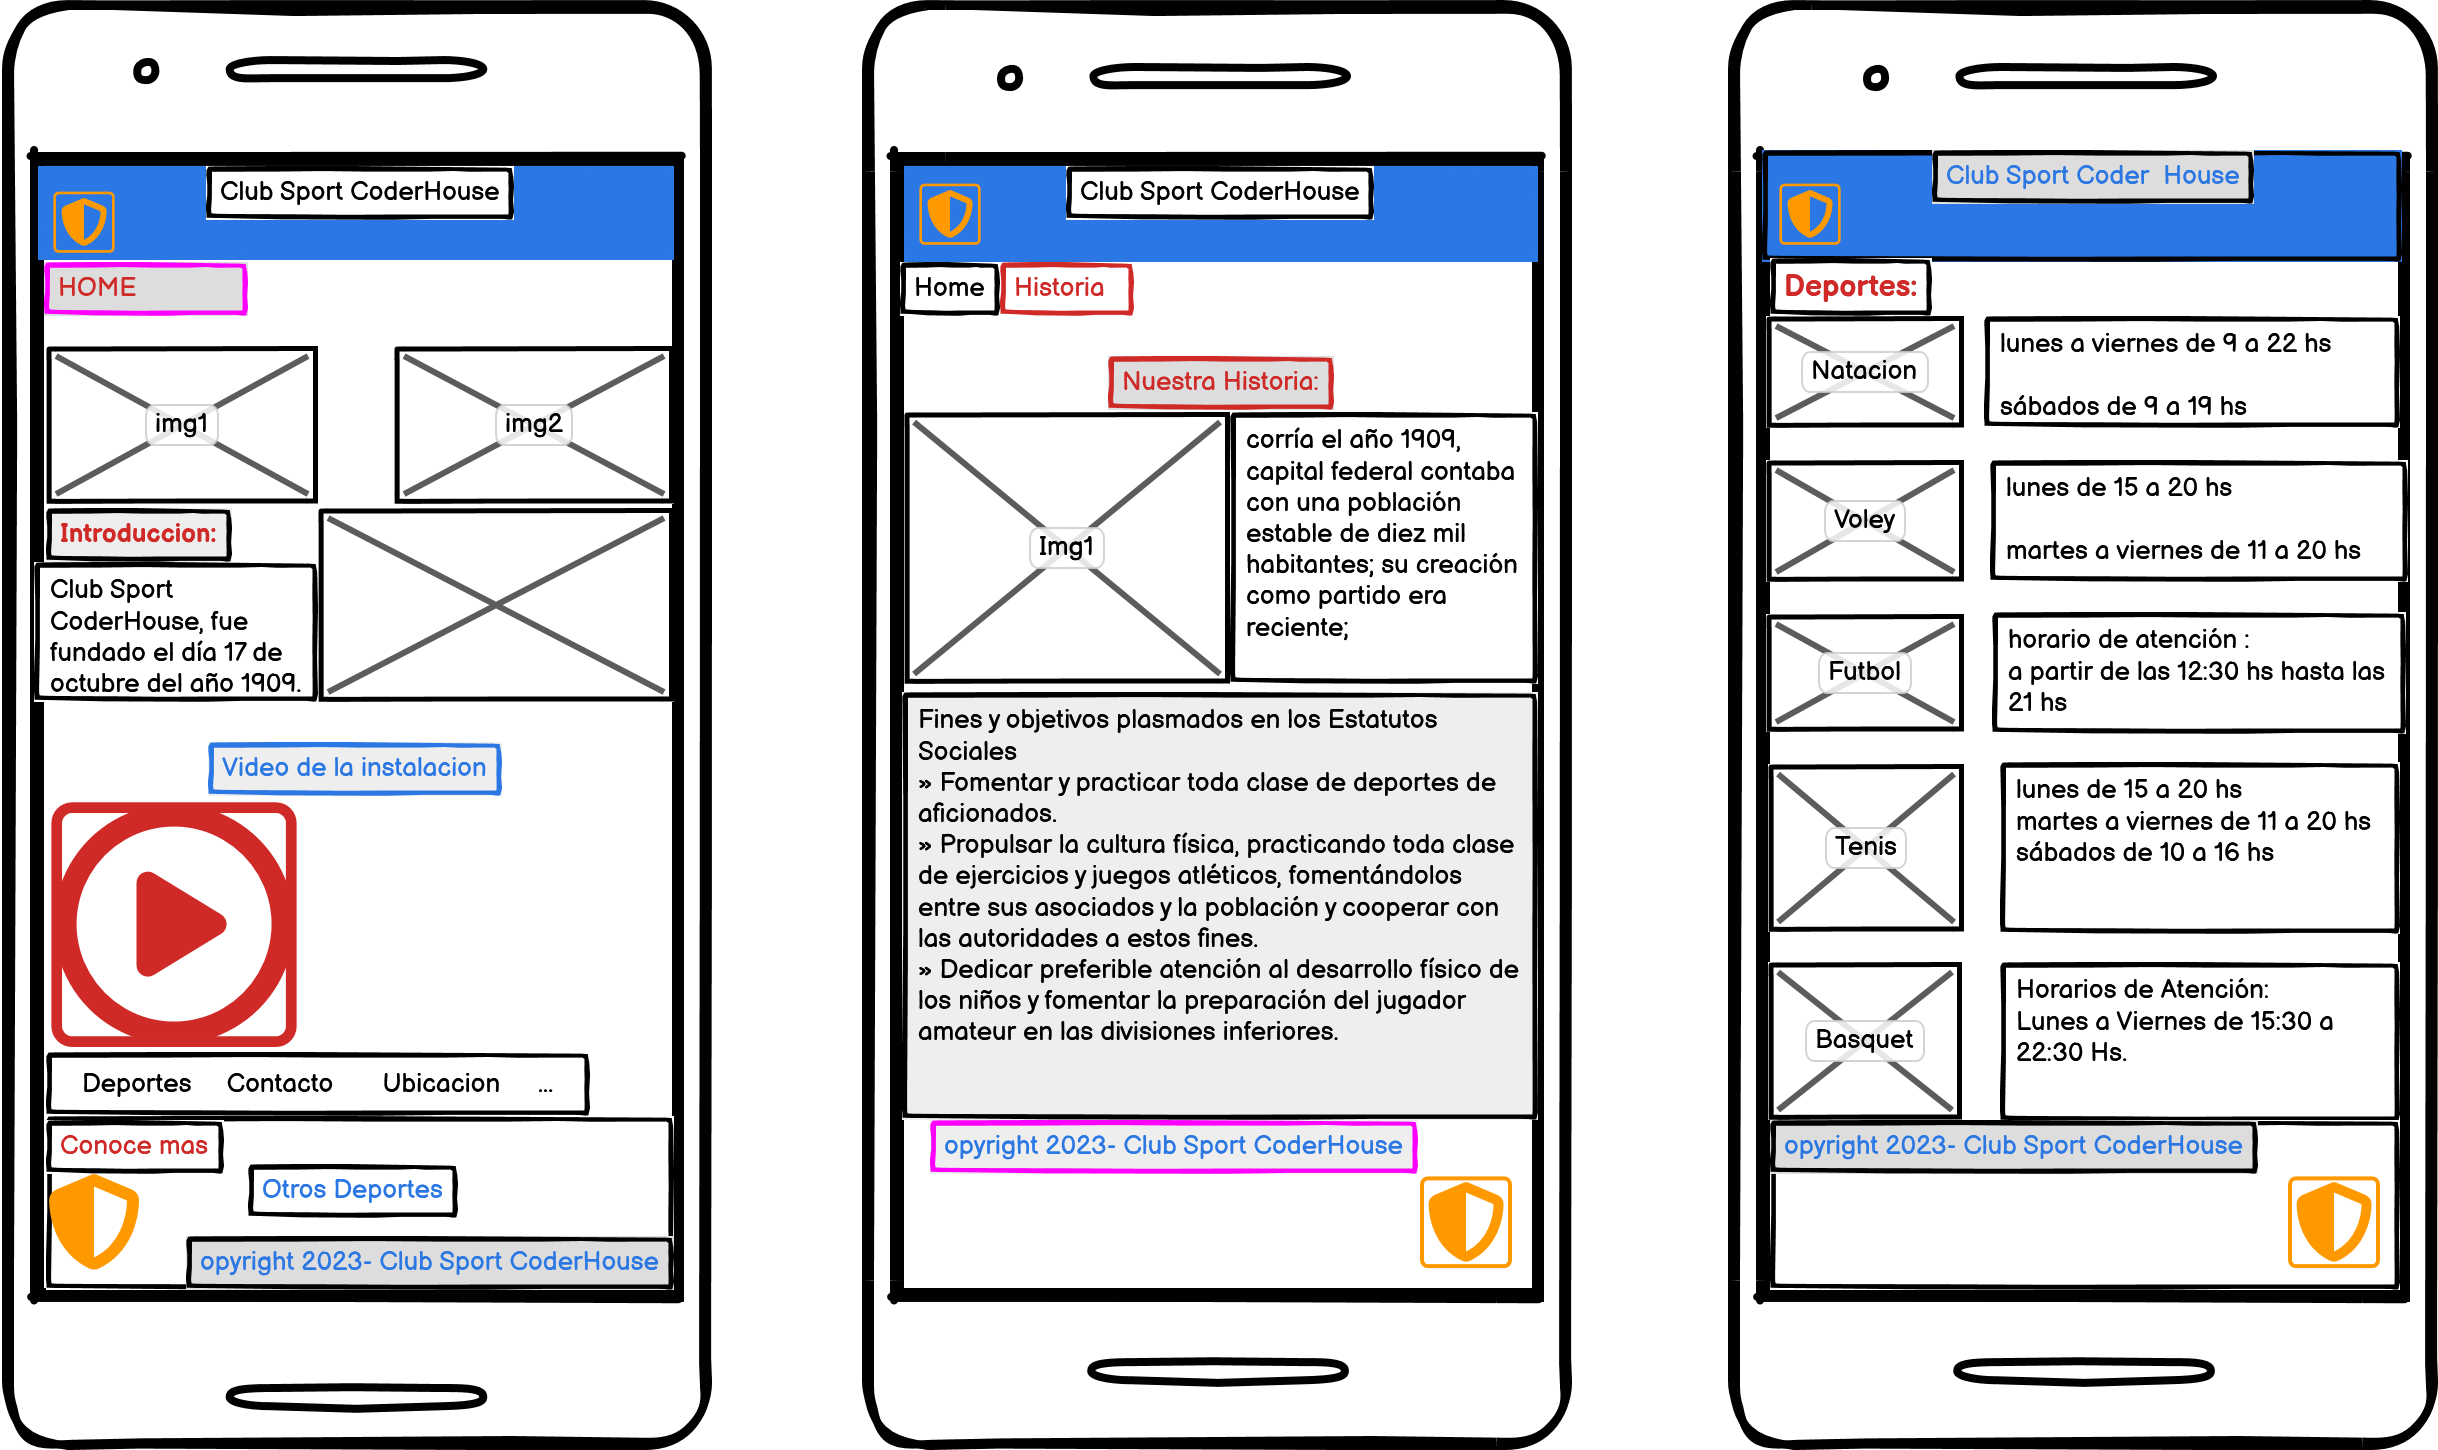 Club Sport CoderHouse
HOME
img1
img2
Introduccion:
Club Sport
CoderHouse, fue
fundado el día 17 de
octubre del año 1909.
Video de la instalacion
Deportes Contacto Ubicacion ...
Conoce mas
Otros Deportes
opyright 2023- Club Sport CoderHouse
Club Sport CoderHouse
Home Historia
Nuestra Historia:
Img1
corría el año 1909,
capital federal contaba
con una población
estable de diez mil
habitantes; su creación
como partido era
reciente;
Fines y objetivos plasmados en los Estatutos
Sociales
» Fomentar y practicar toda clase de deportes de
aficionados.
» Propulsar la cultura física, practicando toda clase
de ejercicios y juegos atléticos, fomentándolos
entre sus asociados y la población y cooperar con
las autoridades a estos fines.
» Dedicar preferible atención al desarrollo físico de
los niños y fomentar la preparación del jugador
amateur en las divisiones inferiores.
opyright 2023- Club Sport CoderHouse
Club Sport Coder House
Deportes:
Natacion
lunes a viernes de 9 a 22 hs
sábados de 9 a 19 hs
Voley
lunes de 15 a 20 hs
martes a viernes de 11 a 20 hs
Futbol
horario de atención :
a partir de las 12:30 hs hasta las
21 hs
Tenis
lunes de 15 a 20 hs
martes a viernes de 11 a 20 hs
sábados de 10 a 16 hs
Basquet
Horarios de Atención:
Lunes a Viernes de 15:30 a
22:30 Hs.
opyright 2023- Club Sport CoderHouse